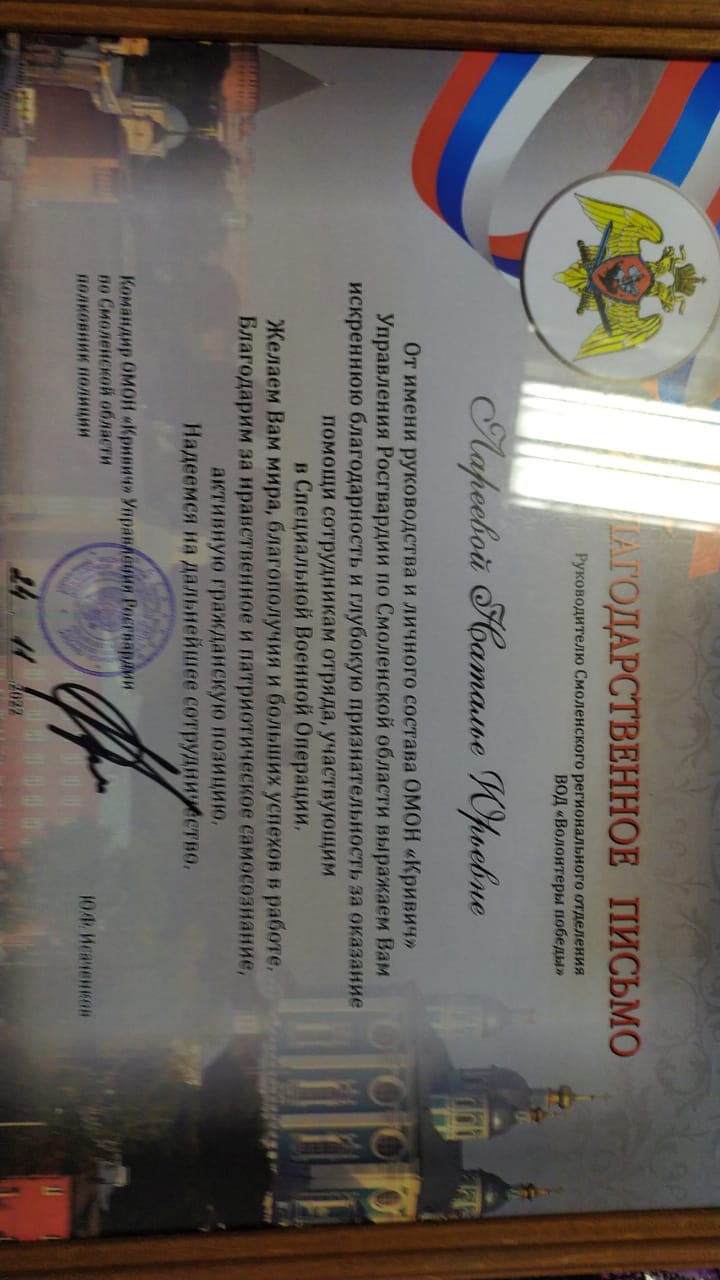 БЛАГОДАРСТВЕННОЕ ПИСЬМО
Руководителю Смоленского регионального отделения
ВОД «Волонтеры победы»
Лареевой Наталье Юрьевне
От имени руководства и личного состава ОМОН «Кривич»
Управления Росгвардии по Смоленской области выражаем Вам
искреннюю благодарность и глубокую признательность за оказание
помощи сотрудникам отряда, участвующим
в Специальной Военной Операции.
Желаем Вам мира, благополучия и больших успехов в работе.
Благодарим за нравственное и патриотическое самосознание,
активную гражданскую позицию.
Надеемся на дальнейшее сотрудничество.
Командир ОМОН «Кривич» Управления Росгвардии
по Смоленской области
полковник полиции
Ю.Ф. Исаченков
24 11 2022